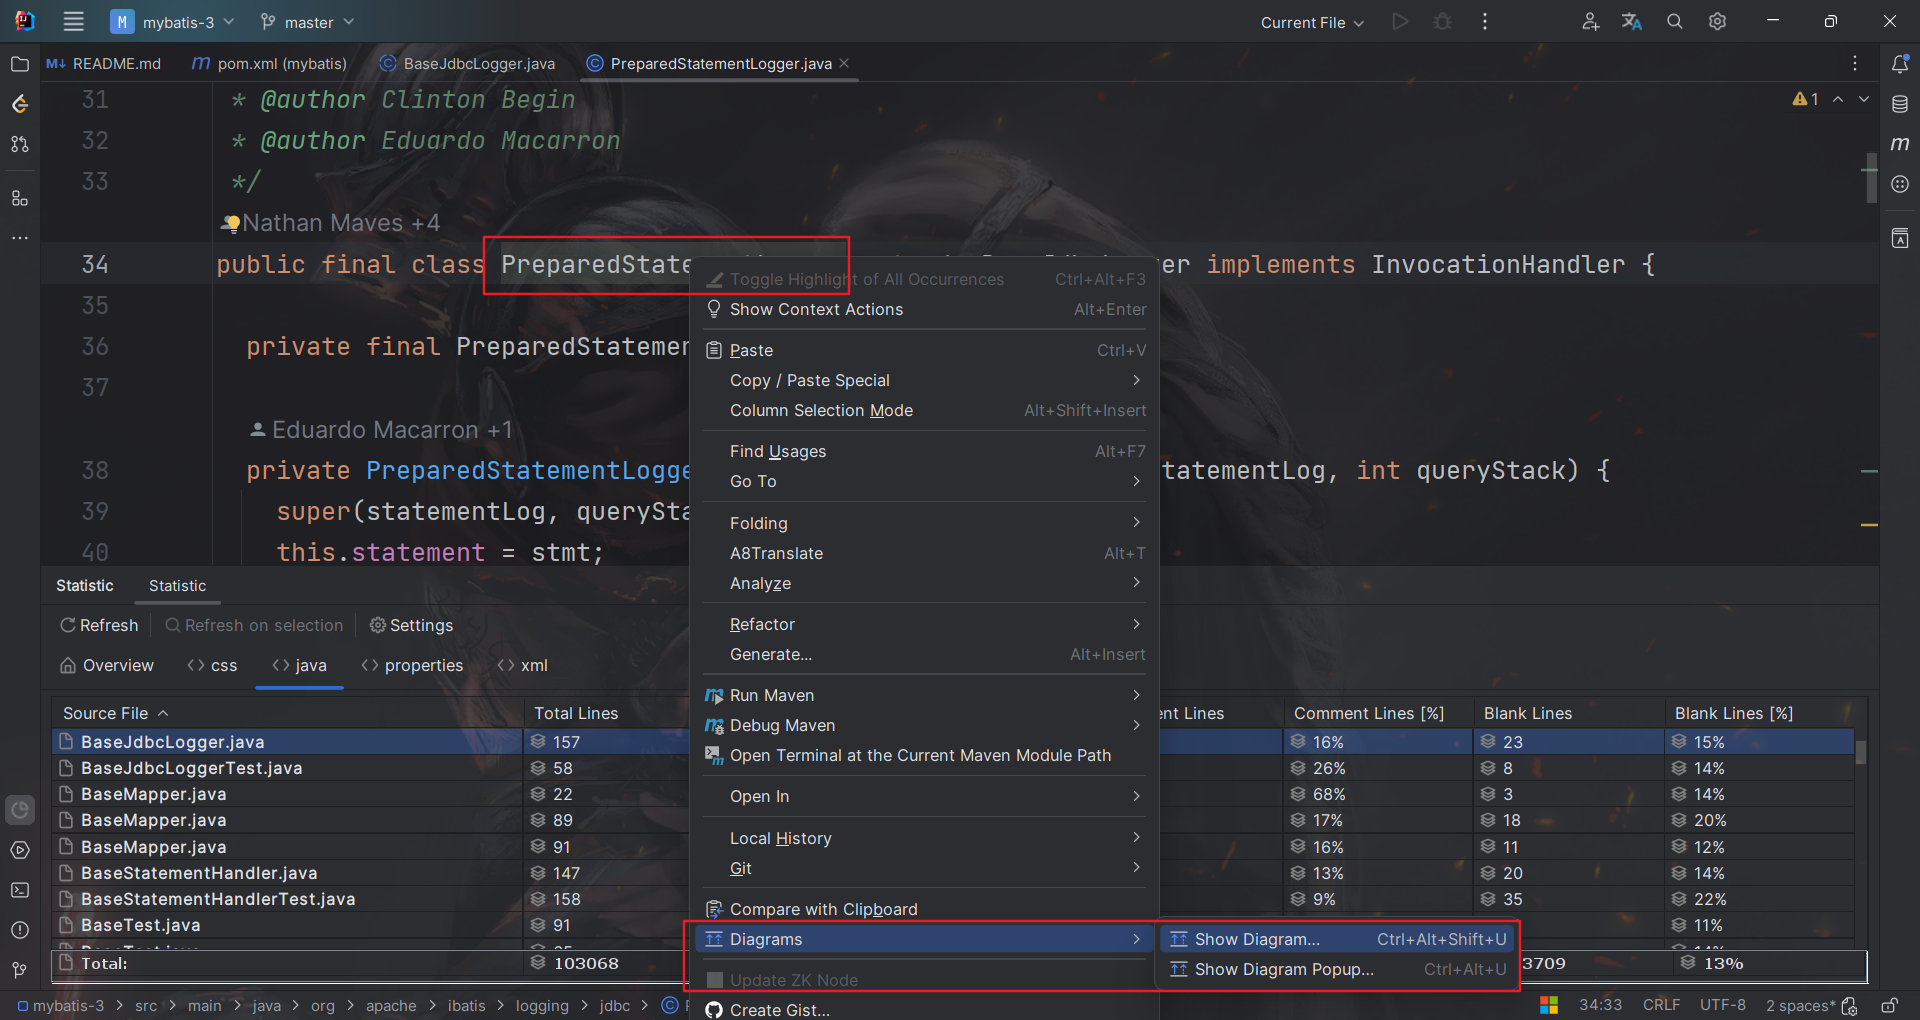 M mybatis-3 master Current File
README.md pom.xml (mybatis) BaseJdbcLogger.java PreparedStatementLogger.java
31 * @author Clinton Begin
1
32 * @author Eduardo Macarron
33 */
Nathan Maves +4
34 public final class PreparedState er implements InvocationHandler {
35
36 private final PreparedStatemen
37
Eduardo Macarron +1
38 private PreparedStatementLogge tatementLog, int queryStack) {
39 super(statementLog, querySta
40 this.statement = stmt;
Toggle Highlight of All Occurrences Ctrl+Alt+F3
Show Context Actions Alt+Enter
Paste Ctrl+V
Copy / Paste Special
Column Selection Mode Alt+Shift+Insert
Find Usages Alt+F7
Go To
Folding
A8Translate Alt+T
Analyze
Refactor
Generate... Alt+Insert
Run Maven
Debug Maven
Open Terminal at the Current Maven Module Path
Open In
Local History
Git
Compare with Clipboard
Diagrams
Update ZK Node
Create Gist...
Show Diagram... Ctrl+Alt+Shift+U
Show Diagram Popup... Ctrl+Alt+U
Statistic Statistic
Refresh Refresh on selection Settings
Overview css java properties xml
Source File Total Lines ent Lines Comment Lines [%] Blank Lines Blank Lines [%]
BaseJdbcLogger.java 157 16% 23 15%
BaseJdbcLoggerTest.java 58 26% 8 14%
BaseMapper.java 22 68% 3 14%
BaseMapper.java 89 17% 18 20%
BaseMapper.java 91 16% 11 12%
BaseStatementHandler.java 147 13% 20 14%
BaseStatementHandlerTest.java 158 9% 35 22%
BaseTest.java 91 11%
Total: 103068 3709 13%
mybatis-3 > src > main > java > org > apache > ibatis > logging > jdbc >
34:33 CRLF UTF-8 2 spaces*